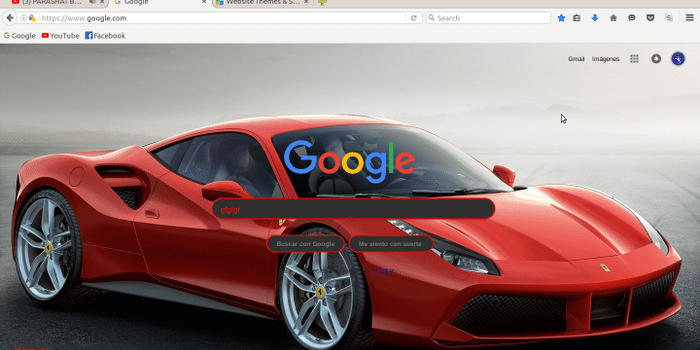 (3) PARASHAT B...
Google
Website Themes & S...
https://www.google.com
Search
Google
YouTube
Facebook
Gmail Imágenes
Google
gfgfgf
Buscar con Google
Me siento con suerte